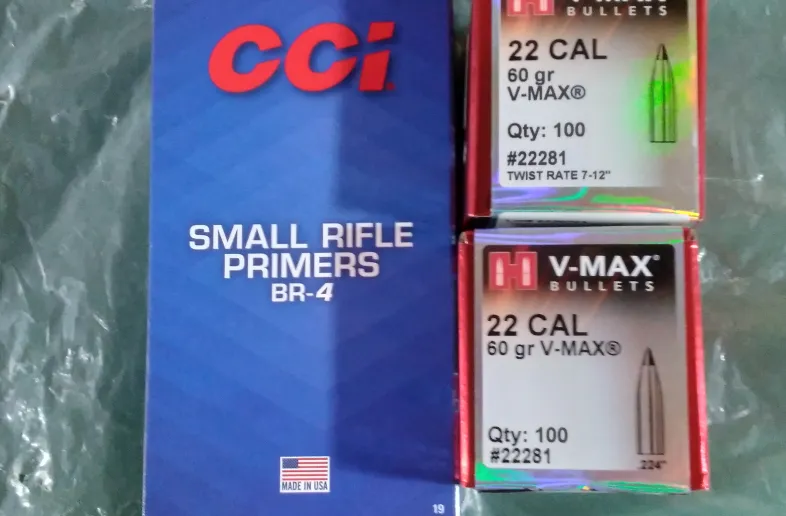 CCI
SMALL RIFLE
PRIMERS
BR-4
MADE IN USA
19
BULLETS
22 CAL
60 gr
V-MAX®
Qty: 100
#22281
TWIST RATE 7-12"
H V-MAX®
BULLETS
22 CAL
60 gr V-MAX®
Qty: 100
#22281
.224"